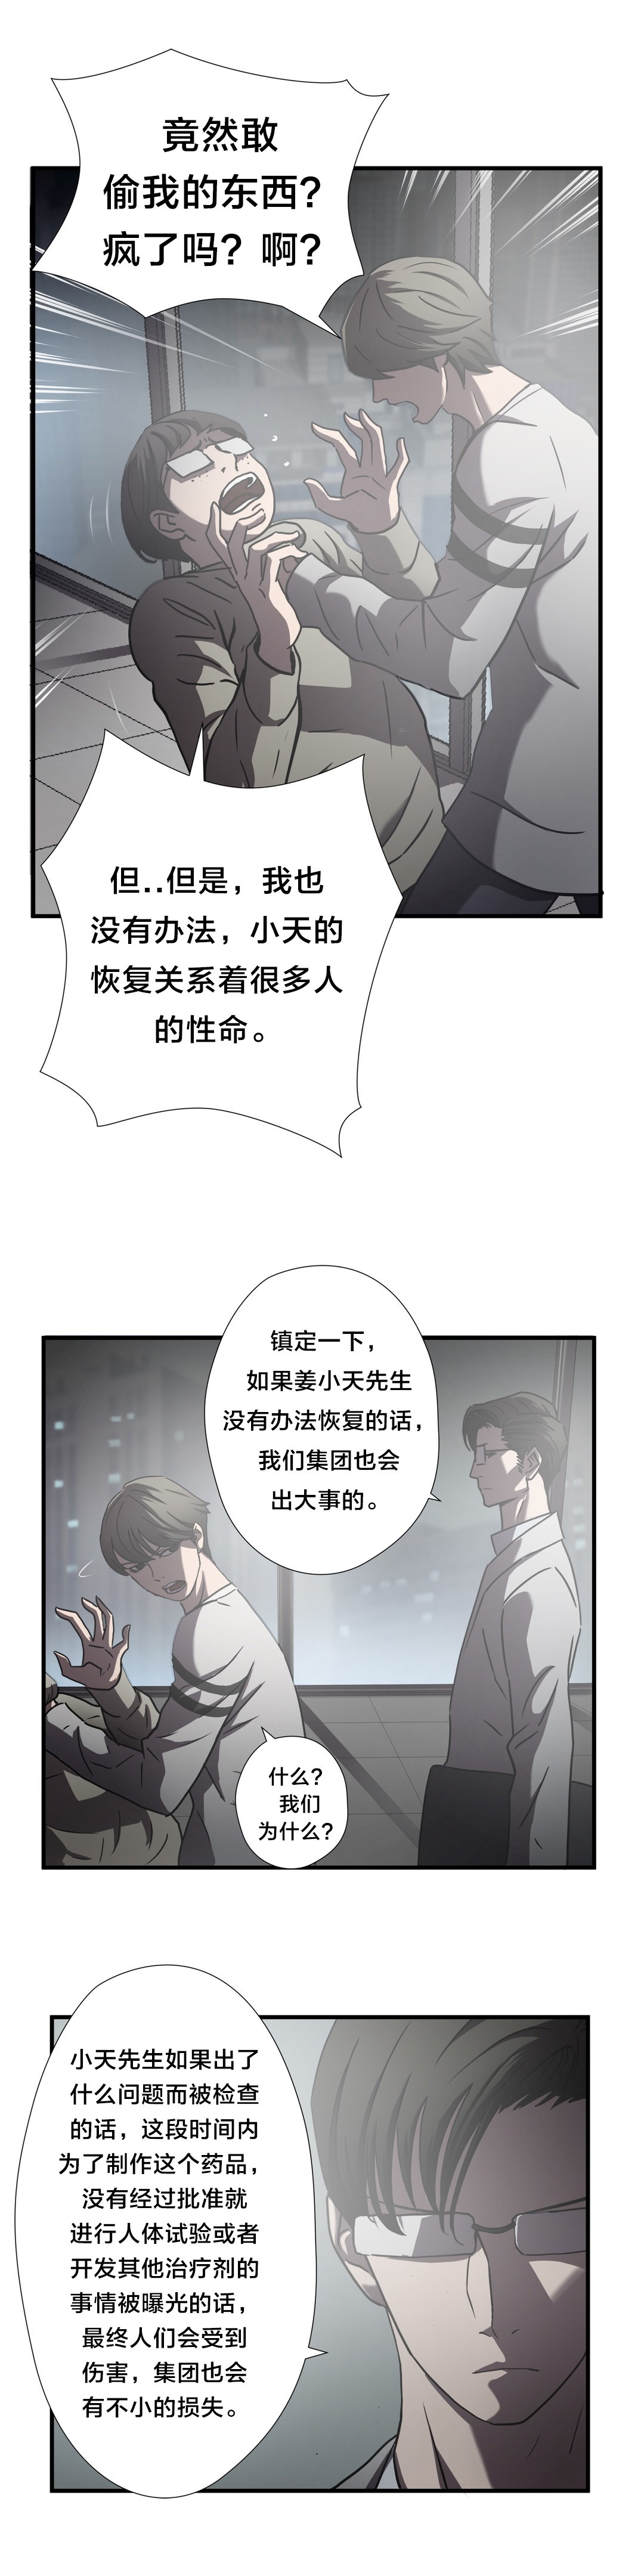 竟然敢
偷我的东西?
疯了吗? 啊?
但..但是，我也
没有办法，小天的
恢复关系着很多人
的性命。
镇定一下，
如果姜小天先生
没有办法恢复的话，
我们集团也会
出大事的。
什么?
我们
为什么?
小天先生如果出了
什么问题而被检查
的话，这段时间内
为了制作这个药品，
没有经过批准就
进行人体试验或者
开发其他治疗剂的
事情被曝光的话，
最终人们会受到
伤害，集团也会
有不小的损失。